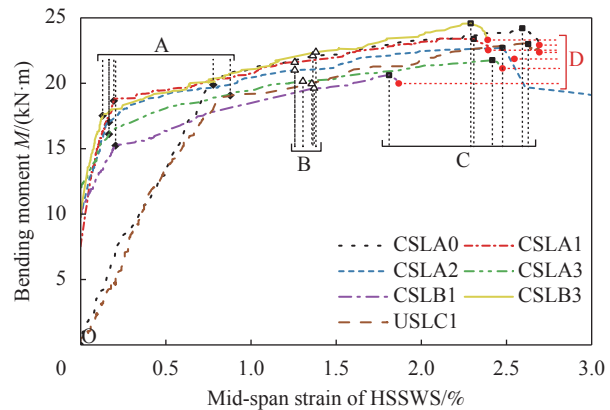 Bending moment M/(kN·m)
25
20
15
10
5
A
B
C
D
O
CSLA0
CSLA1
CSLA2
CSLA3
CSLB1
CSLB3
USLC1
0
0.5
1.0
1.5
2.0
2.5
3.0
Mid-span strain of HSSWS/%